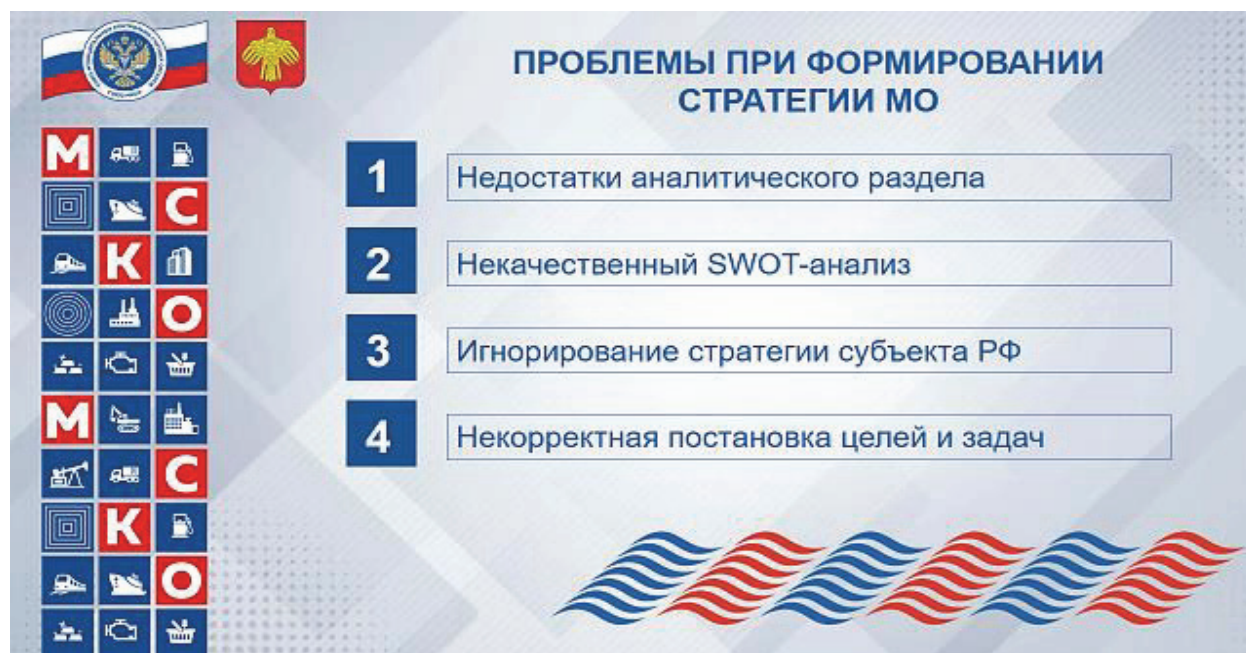 ПРОБЛЕМЫ ПРИ ФОРМИРОВАНИИ
СТРАТЕГИИ МО
1
Недостатки аналитического раздела
2
Некачественный SWOT-анализ
3
Игнорирование стратегии субъекта РФ
4
Некорректная постановка целей и задач
М
С
К
О
М
С
К
О